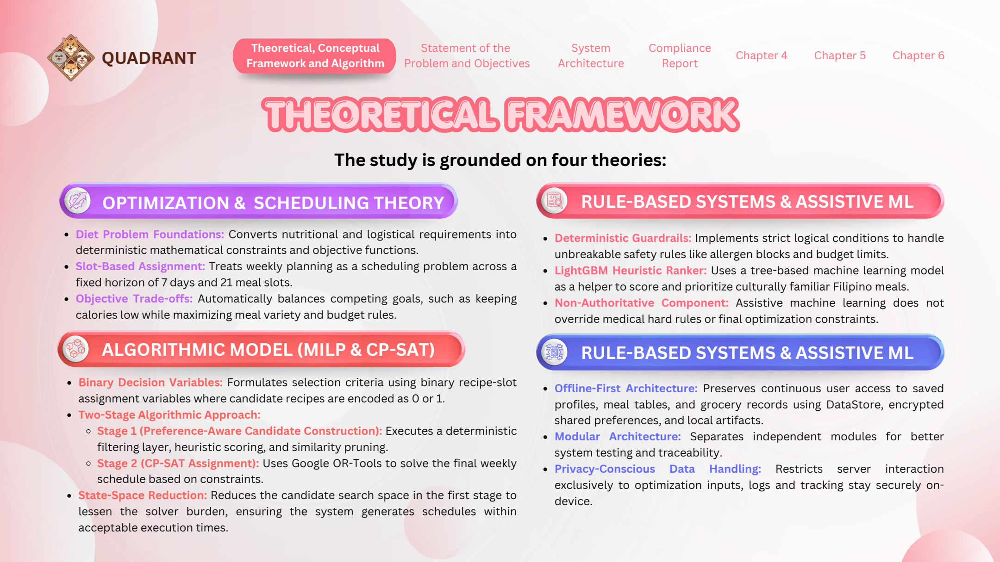 QUADRANT
Theoretical, Conceptual
Framework and Algorithm
Statement of the
Problem and Objectives
System
Architecture
Compliance
Report
Chapter 4
Chapter 5
Chapter 6
THEORETICAL FRAMEWORK
The study is grounded on four theories:
OPTIMIZATION & SCHEDULING THEORY
• Diet Problem Foundations: Converts nutritional and logistical requirements into
deterministic mathematical constraints and objective functions.
• Slot-Based Assignment: Treats weekly planning as a scheduling problem across a
fixed horizon of 7 days and 21 meal slots.
• Objective Trade-offs: Automatically balances competing goals, such as keeping
calories low while maximizing meal variety and budget rules.
ALGORITHMIC MODEL (MILP & CP-SAT)
• Binary Decision Variables: Formulates selection criteria using binary recipe-slot
assignment variables where candidate recipes are encoded as 0 or 1.
• Two-Stage Algorithmic Approach:
◦ Stage 1 (Preference-Aware Candidate Construction): Executes a deterministic
filtering layer, heuristic scoring, and similarity pruning.
◦ Stage 2 (CP-SAT Assignment): Uses Google OR-Tools to solve the final weekly
schedule based on constraints.
• State-Space Reduction: Reduces the candidate search space in the first stage to
lessen the solver burden, ensuring the system generates schedules within
acceptable execution times.
RULE-BASED SYSTEMS & ASSISTIVE ML
• Deterministic Guardrails: Implements strict logical conditions to handle
unbreakable safety rules like allergen blocks and budget limits.
• LightGBM Heuristic Ranker: Uses a tree-based machine learning model
as a helper to score and prioritize culturally familiar Filipino meals.
• Non-Authoritative Component: Assistive machine learning does not
override medical hard rules or final optimization constraints.
RULE-BASED SYSTEMS & ASSISTIVE ML
• Offline-First Architecture: Preserves continuous user access to saved
profiles, meal tables, and grocery records using DataStore, encrypted
shared preferences, and local artifacts.
• Modular Architecture: Separates independent modules for better
system testing and traceability.
• Privacy-Conscious Data Handling: Restricts server interaction
exclusively to optimization inputs, logs and tracking stay securely on-
device.